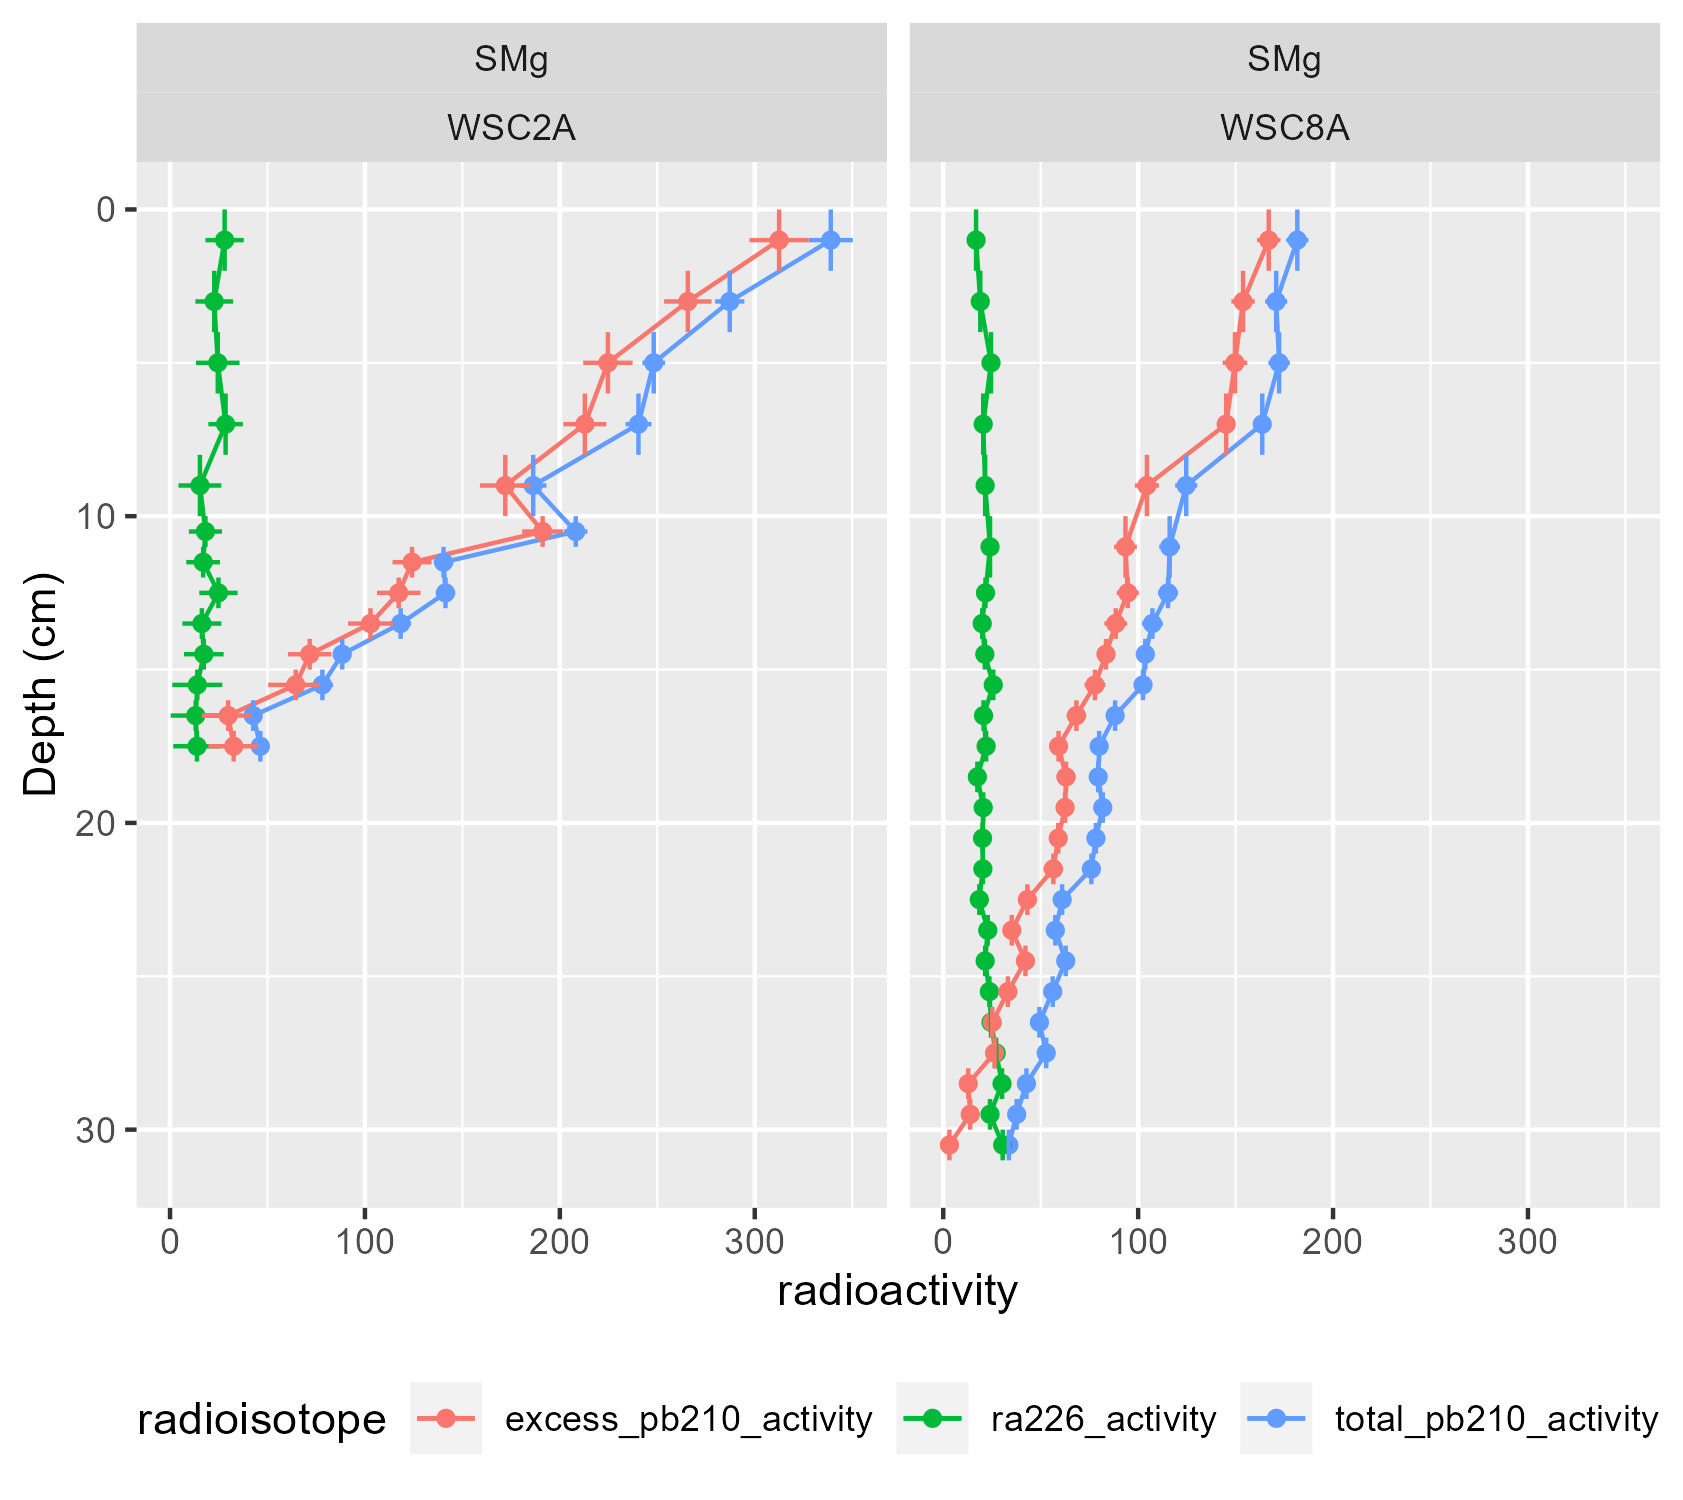 SMg SMg
WSC2A WSC8A
0
10
20
30
Depth (cm)
0 100 200 300 0 100 200 300
radioactivity
radioisotope excess_pb210_activity ra226_activity total_pb210_activity